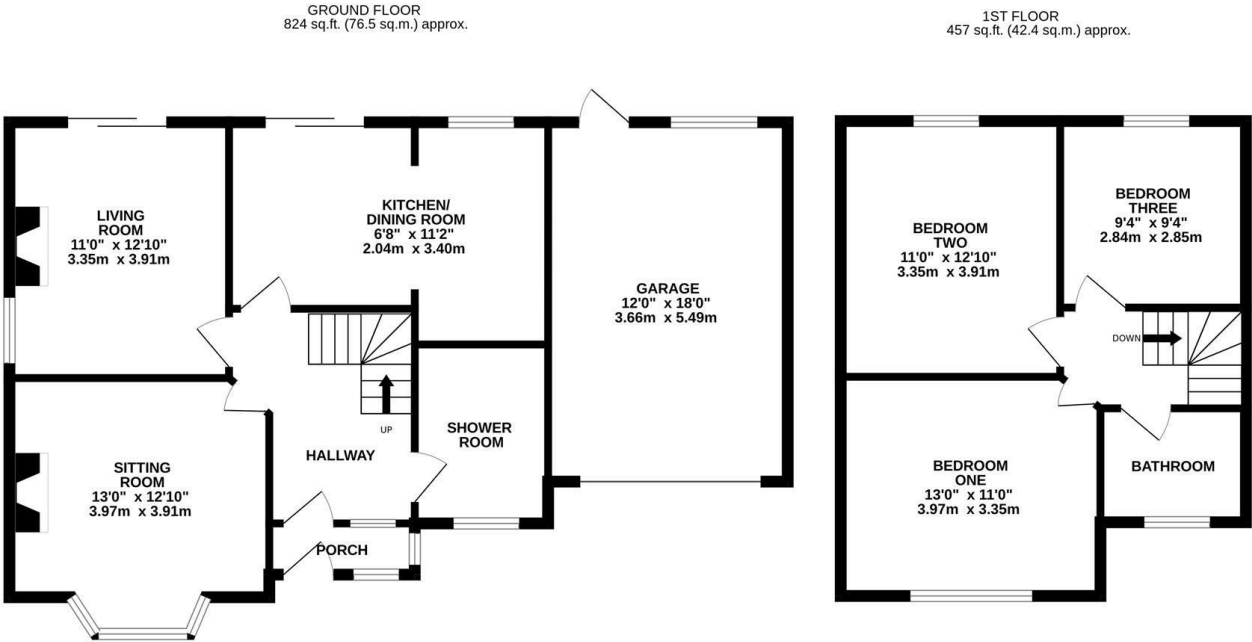 GROUND FLOOR
824 sq.ft. (76.5 sq.m.) approx.
LIVING
ROOM
11'0" x 12'10"
3.35m x 3.91m
KITCHEN/
DINING ROOM
6'8" x 11'2"
2.04m x 3.40m
GARAGE
12'0" x 18'0"
3.66m x 5.49m
UP
HALLWAY
SHOWER
ROOM
SITTING
ROOM
13'0" x 12'10"
3.97m x 3.91m
PORCH
1ST FLOOR
457 sq.ft. (42.4 sq.m.) approx.
BEDROOM
TWO
11'0" x 12'10"
3.35m x 3.91m
BEDROOM
THREE
9'4" x 9'4"
2.84m x 2.85m
DOWN
BEDROOM
ONE
13'0" x 11'0"
3.97m x 3.35m
BATHROOM